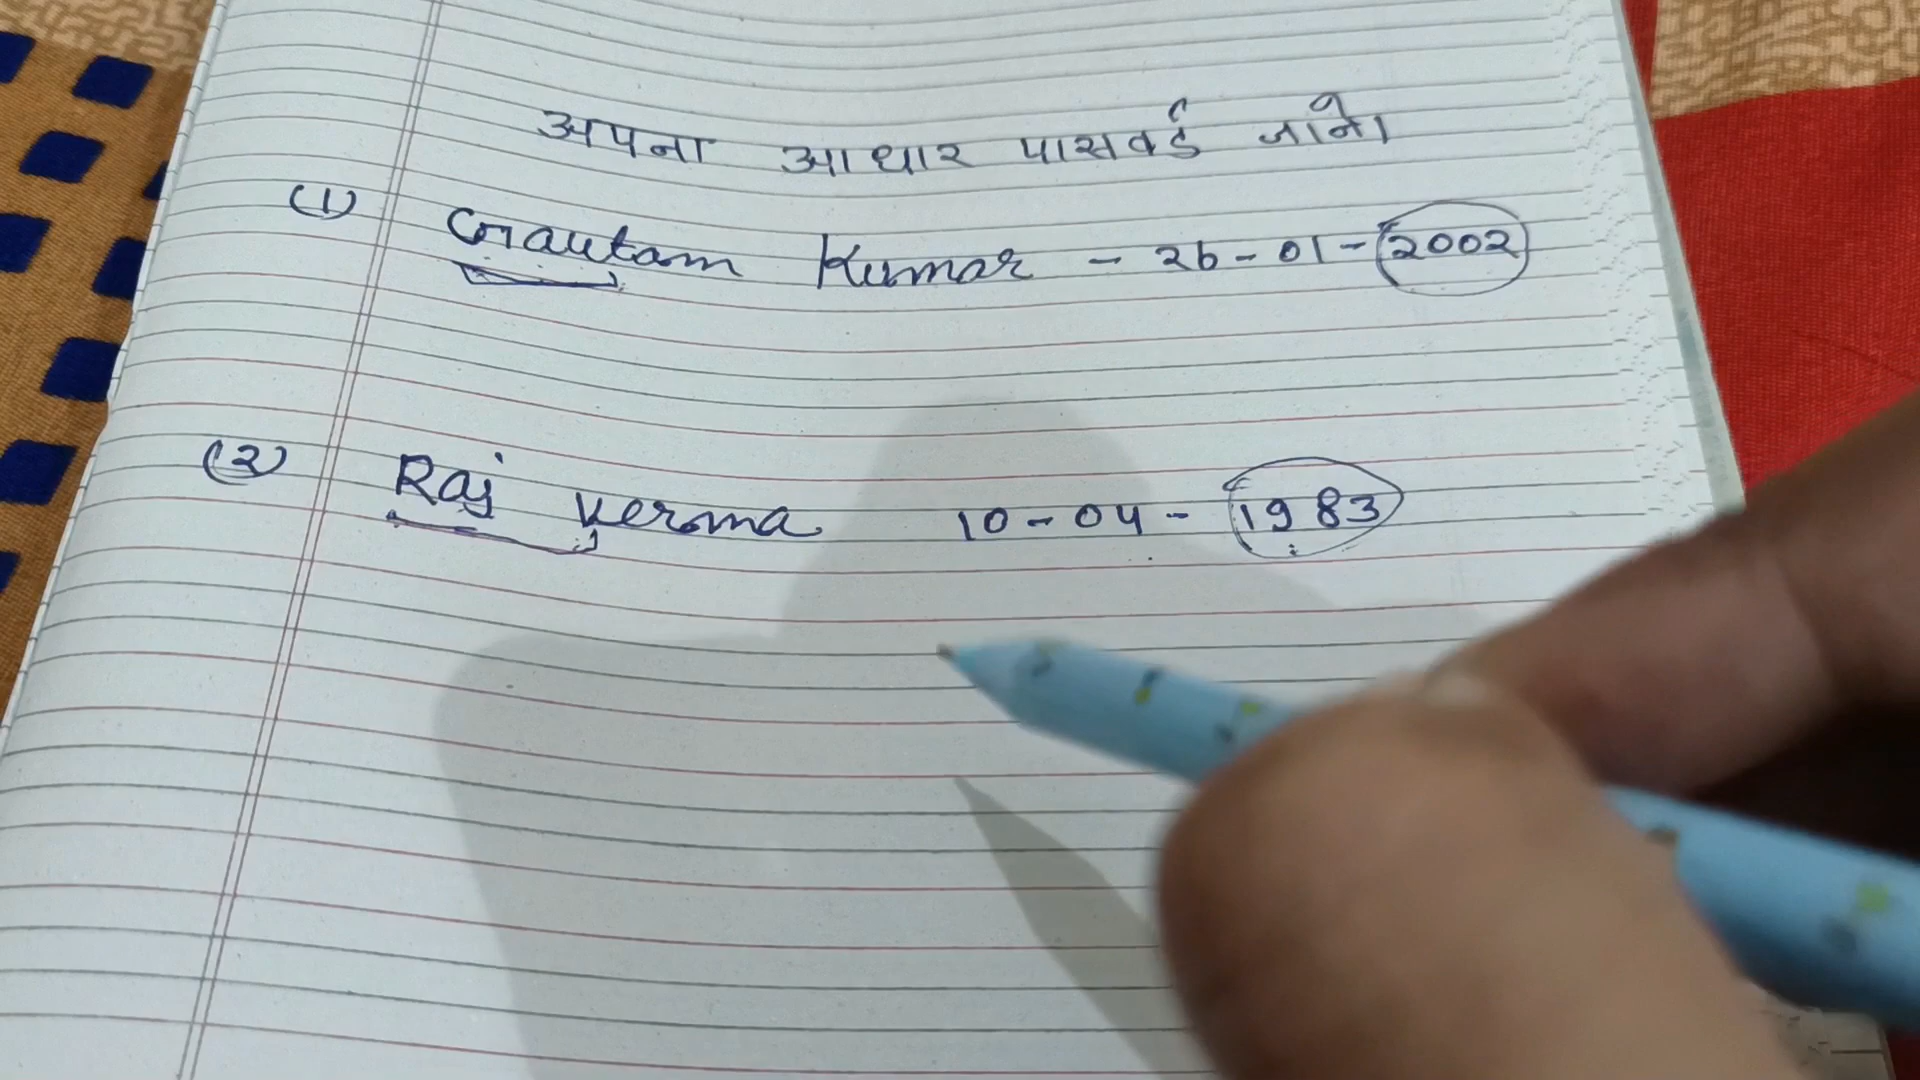 अपना आधार पासवर्ड जाने।
(1) Gautam Kumar - 26-01-2002
(2) Raj Verma 10-04-1983